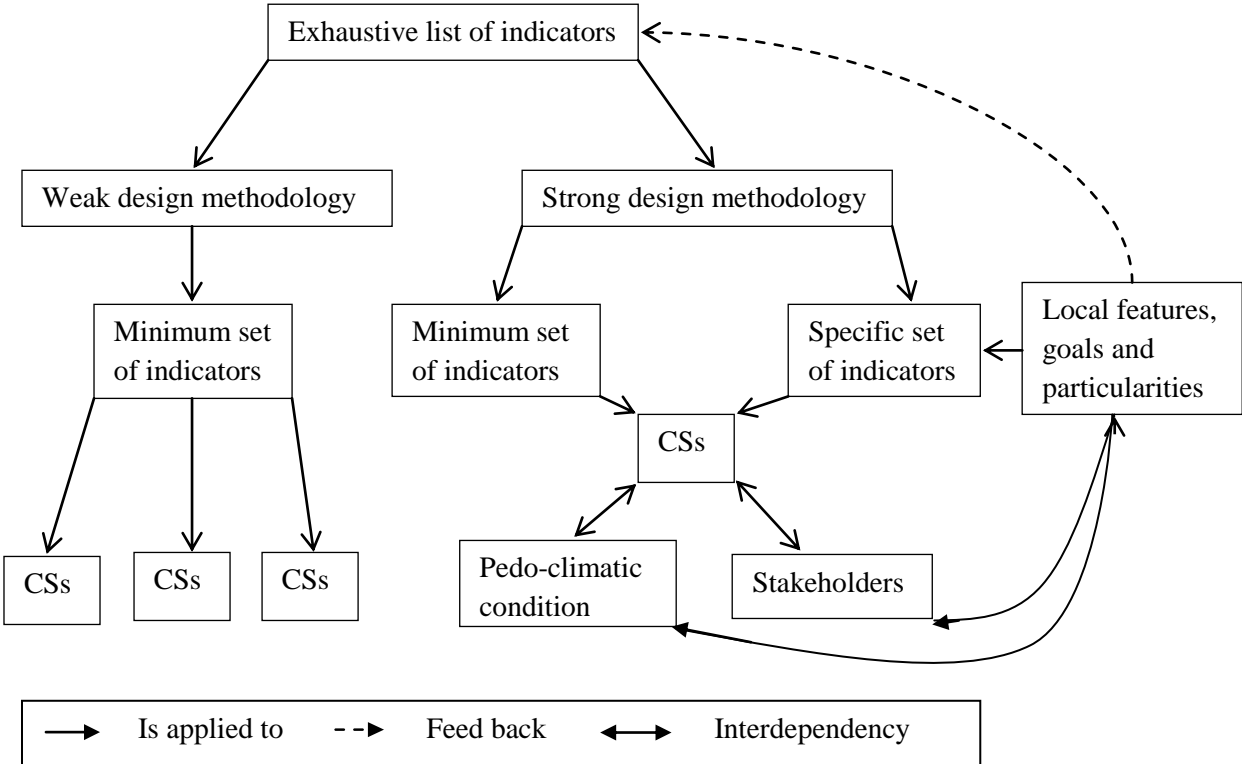 Exhaustive list of indicators
Weak design methodology
Strong design methodology
Minimum set
of indicators
Minimum set
of indicators
Specific set
of indicators
Local features,
goals and
particularities
CSs
CSs
CSs
CSs
Pedo-climatic
condition
Stakeholders
Is applied to
Feed back
Interdependency